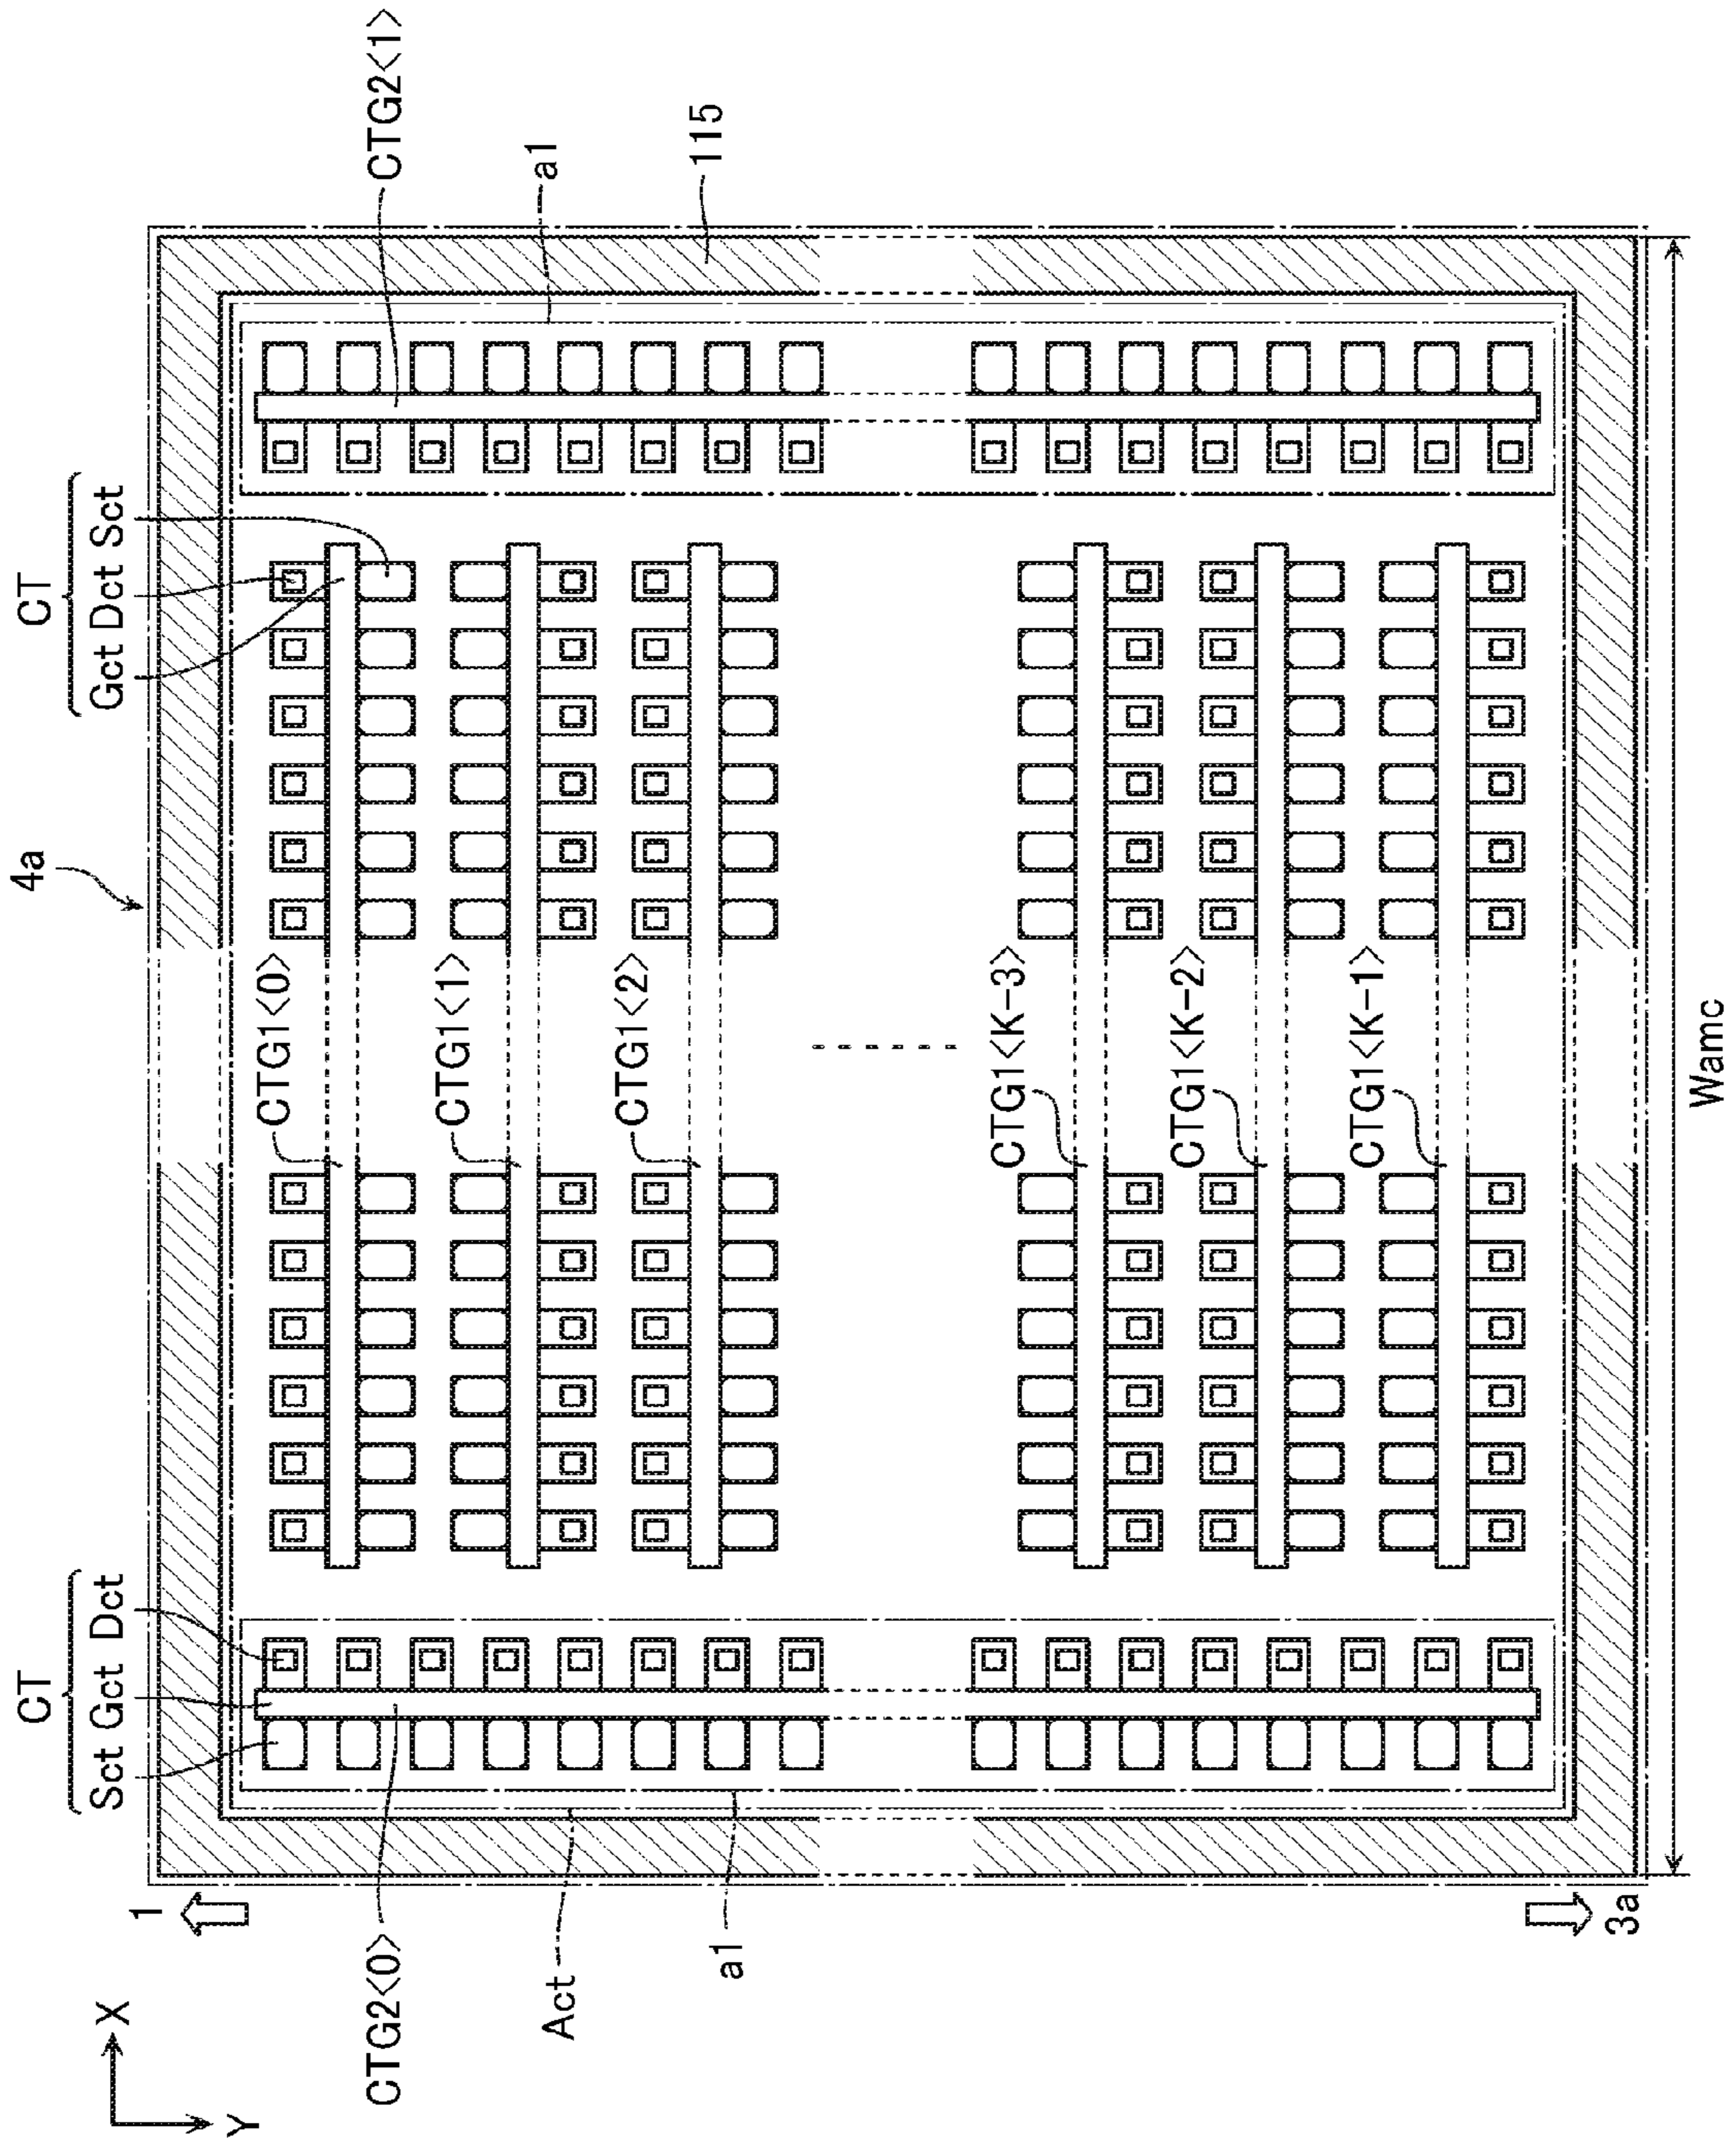 4a
CT
Sct Gct Dct
CT
Gct Dct Sct
X
Y
1
CTG2<0>
CTG1<0>
CTG2<1>
CTG1<1>
a1
Act
CTG1<2>
115
a1
CTG1<K-3>
CTG1<K-2>
CTG1<K-1>
3a
Wamc